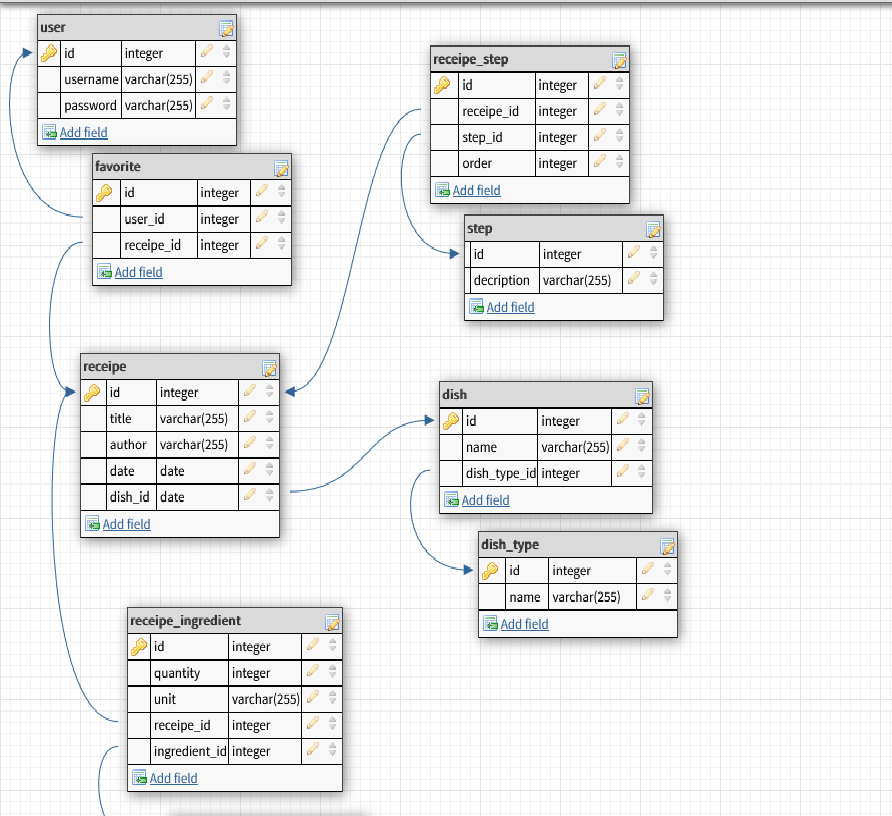 user
id integer
username varchar(255)
password varchar(255)
Add field
favorite
id integer
user_id integer
receipe_id integer
Add field
receipe
id integer
title varchar(255)
author varchar(255)
date date
dish_id date
Add field
receipe_ingredient
id integer
quantity integer
unit varchar(255)
receipe_id integer
ingredient_id integer
Add field
receipe_step
id integer
receipe_id integer
step_id integer
order integer
Add field
step
id integer
decription varchar(255)
Add field
dish
id integer
name varchar(255)
dish_type_id integer
Add field
dish_type
id integer
name varchar(255)
Add field